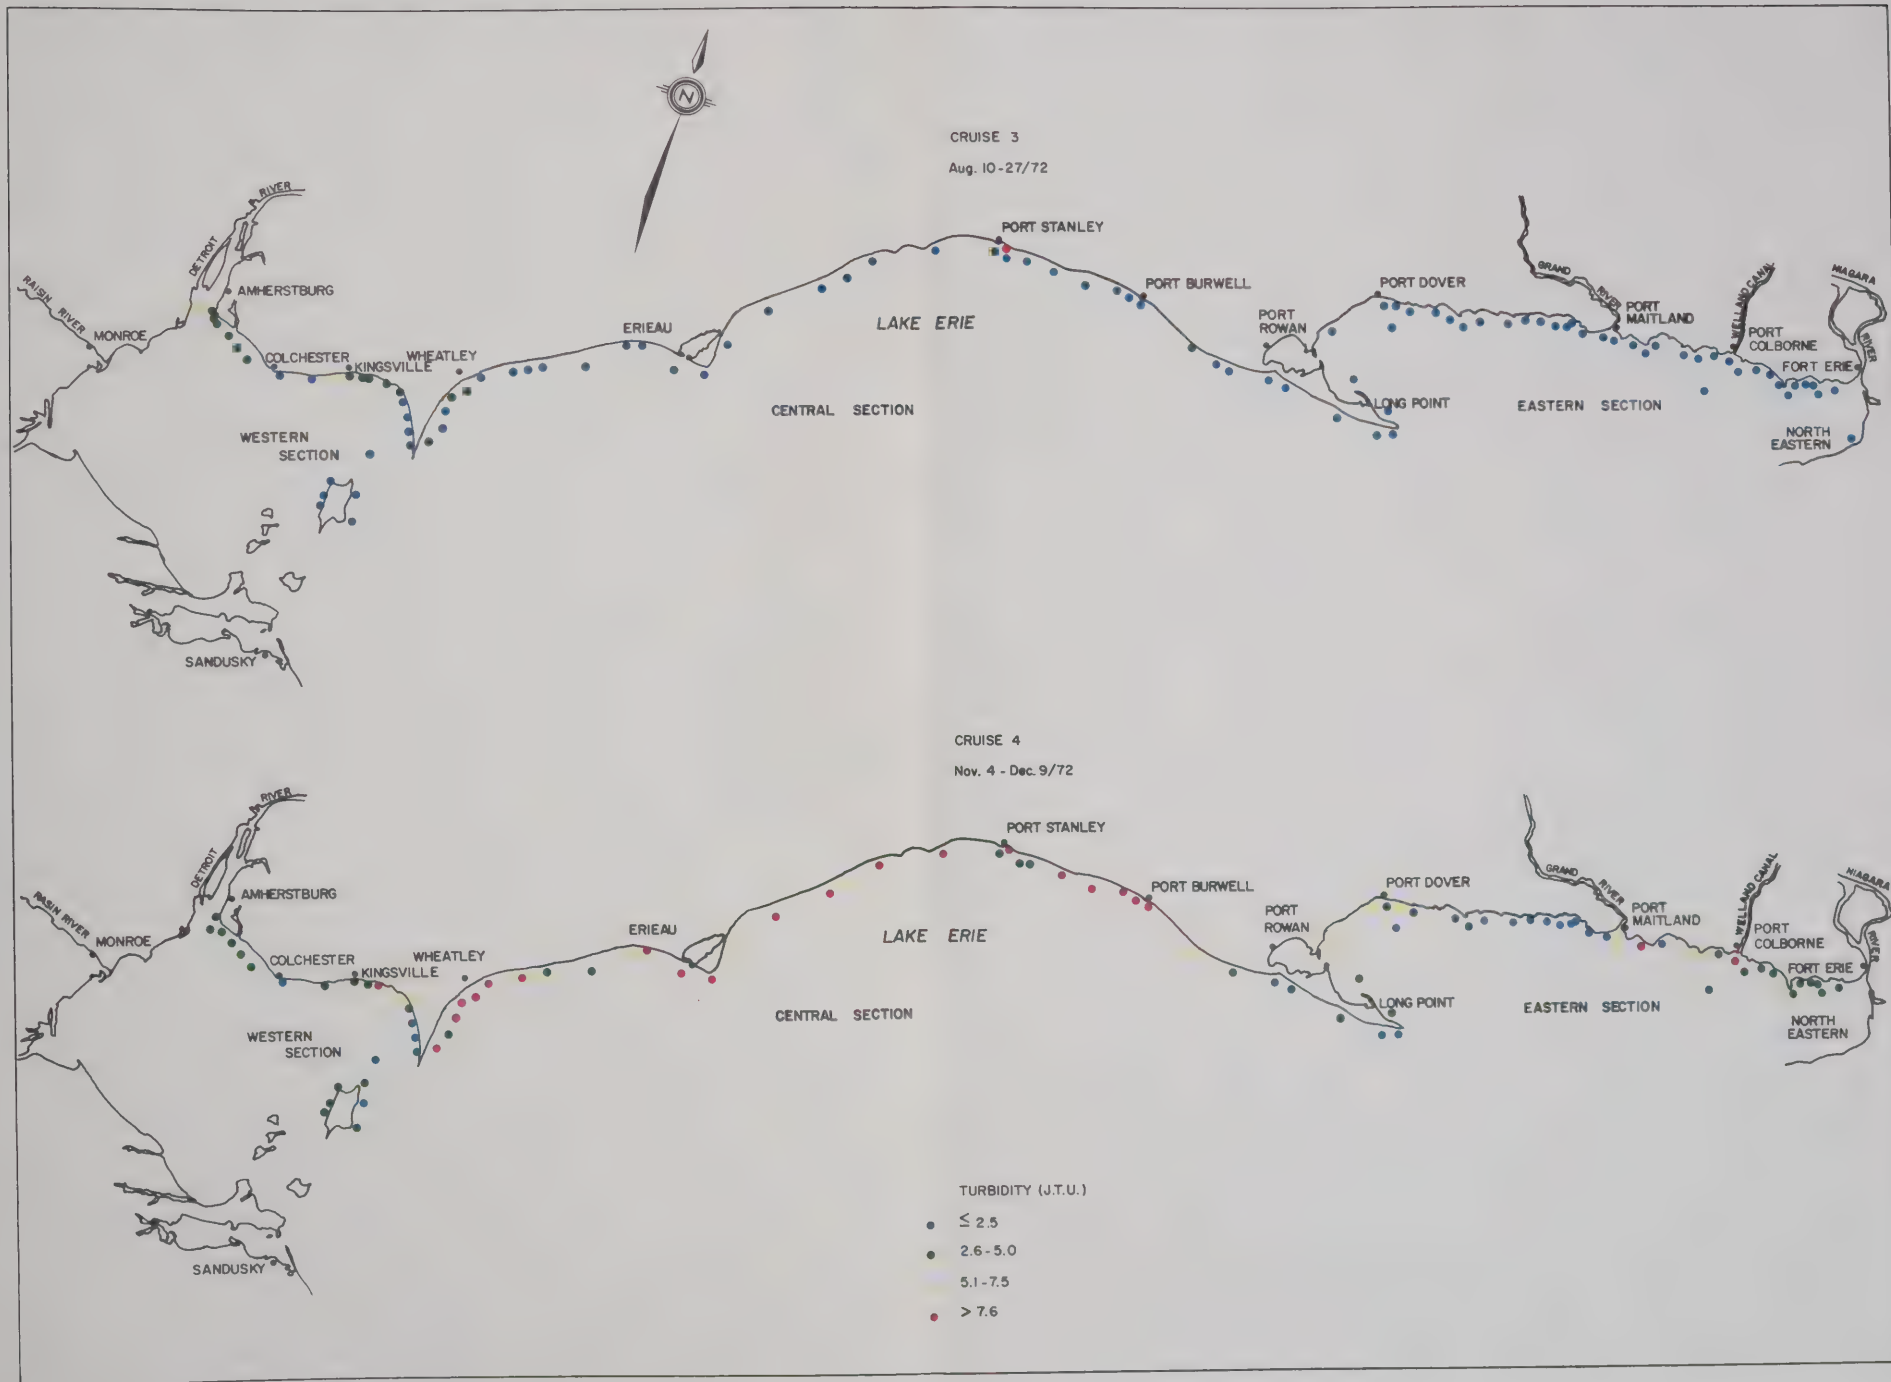 N
CRUISE 3
Aug. 10-27/72
RIVER
DETROIT
RAISIN RIVER
MONROE
AMHERSTBURG
COLCHESTER
KINGSVILLE
WHEATLEY
ERIEAU
PORT STANLEY
PORT BURWELL
LAKE ERIE
PORT ROWAN
PORT DOVER
GRAND RIVER
PORT MAITLAND
WELLAND CANAL
PORT COLBORNE
NIAGARA RIVER
FORT ERIE
LONG POINT
WESTERN SECTION
CENTRAL SECTION
EASTERN SECTION
NORTH EASTERN
SANDUSKY
CRUISE 4
Nov. 4 - Dec. 9/72
RIVER
DETROIT
RASIN RIVER
MONROE
AMHERSTBURG
COLCHESTER
KINGSVILLE
WHEATLEY
ERIEAU
PORT STANLEY
PORT BURWELL
LAKE ERIE
PORT ROWAN
PORT DOVER
GRAND RIVER
PORT MAITLAND
WELLAND CANAL
PORT COLBORNE
NIAGARA RIVER
FORT ERIE
LONG POINT
WESTERN SECTION
CENTRAL SECTION
EASTERN SECTION
NORTH EASTERN
SANDUSKY
TURBIDITY (J.T.U.)
≤ 2.5
2.6-5.0
5.1-7.5
> 7.6